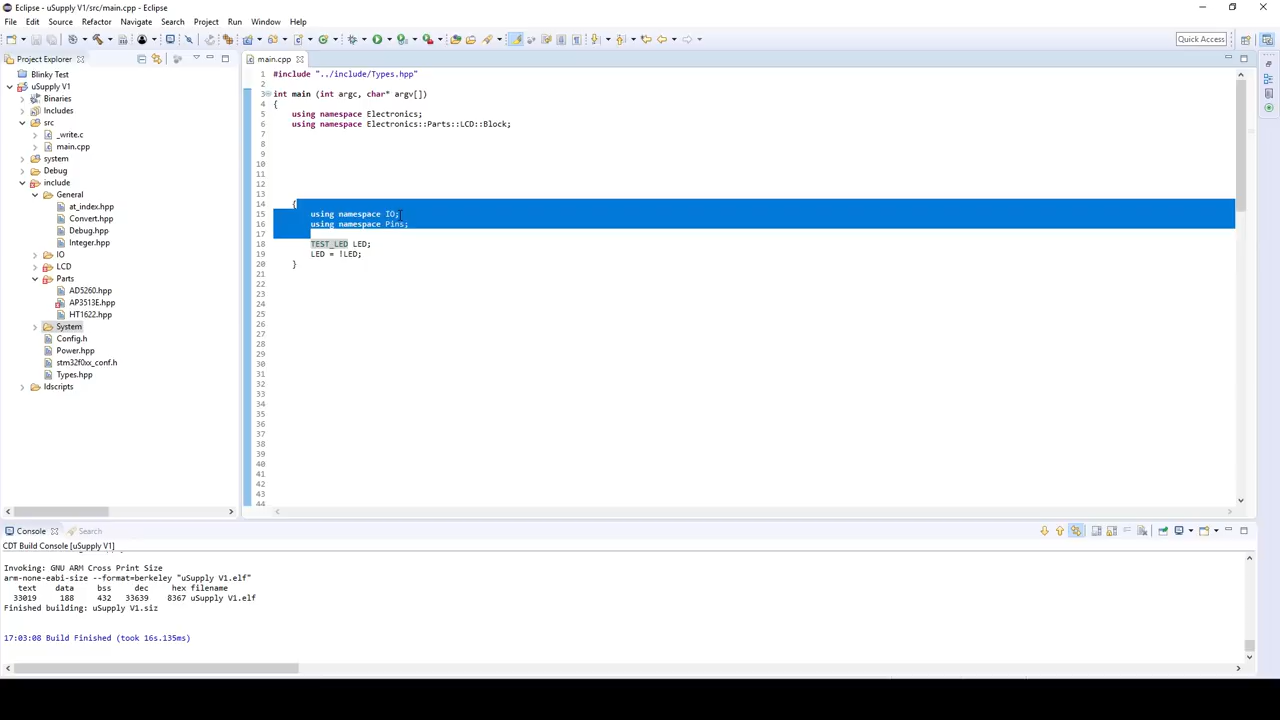 Eclipse - uSupply V1/src/main.cpp - Eclipse
File Edit Source Refactor Navigate Search Project Run Window Help
Quick Access
Project Explorer
Blinky Test
uSupply V1
Binaries
Includes
src
_write.c
main.cpp
system
Debug
include
General
at_index.hpp
Convert.hpp
Debug.hpp
Integer.hpp
IO
LCD
Parts
AD5260.hpp
AP3513E.hpp
HT1622.hpp
System
Config.h
Power.hpp
stm32f0xx_conf.h
Types.hpp
ldscripts
main.cpp
1 #include "../include/Types.hpp"
2
3 int main (int argc, char* argv[])
4 {
5 using namespace Electronics;
6 using namespace Electronics::Parts::LCD::Block;
7
8
9
10
11
12
13
14 {
15 using namespace IO;
16 using namespace Pins;
17
18 TEST_LED LED;
19 LED = !LED;
20 }
21
22
23
24
25
26
27
28
29
30
31
32
33
34
35
36
37
38
39
40
41
42
43
44
Console Search
CDT Build Console [uSupply V1]
Invoking: GNU ARM Cross Print Size
arm-none-eabi-size --format=berkeley "uSupply V1.elf"
text data bss dec hex filename
33019 188 432 33639 8367 uSupply V1.elf
Finished building: uSupply V1.siz
17:03:08 Build Finished (took 16s.135ms)